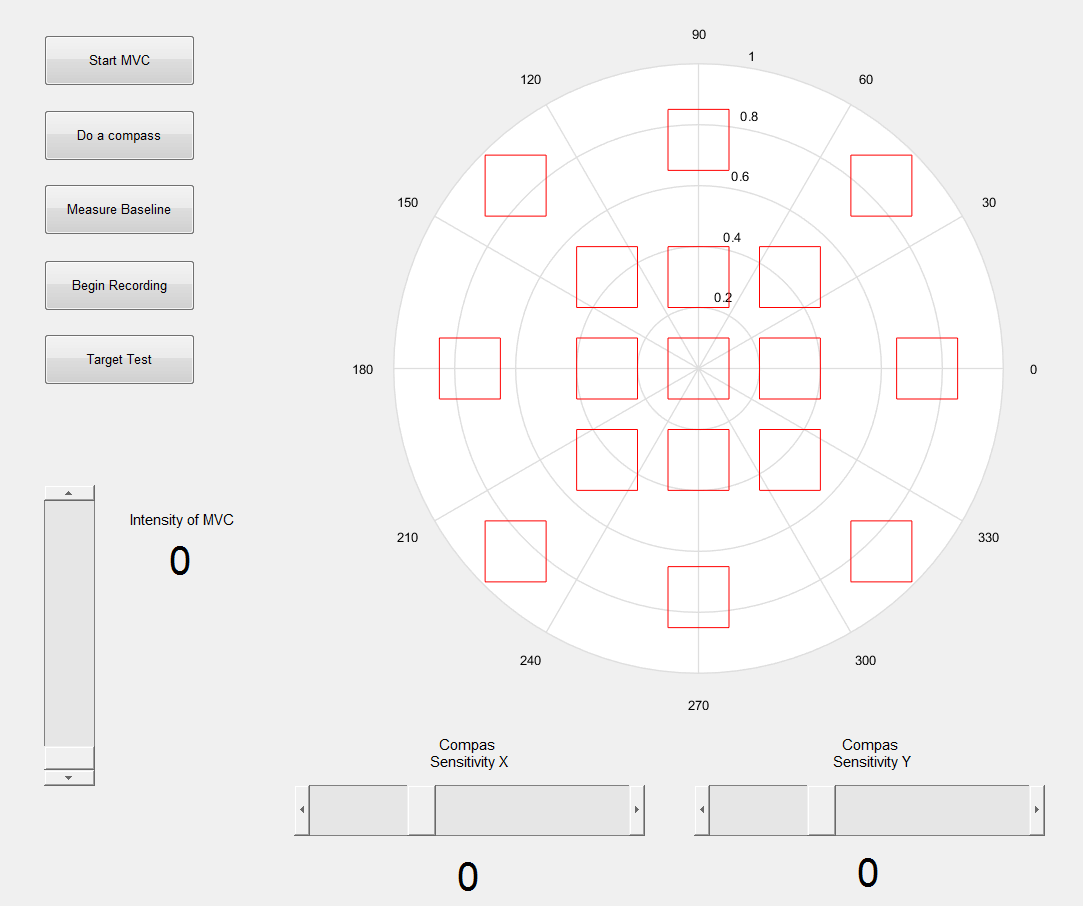 Start MVC
Do a compass
Measure Baseline
Begin Recording
Target Test
Intensity of MVC
0
90
1
120
60
0.8
0.6
150
30
0.4
0.2
180
0
210
330
240
300
270
Compas
Sensitivity X
0
Compas
Sensitivity Y
0